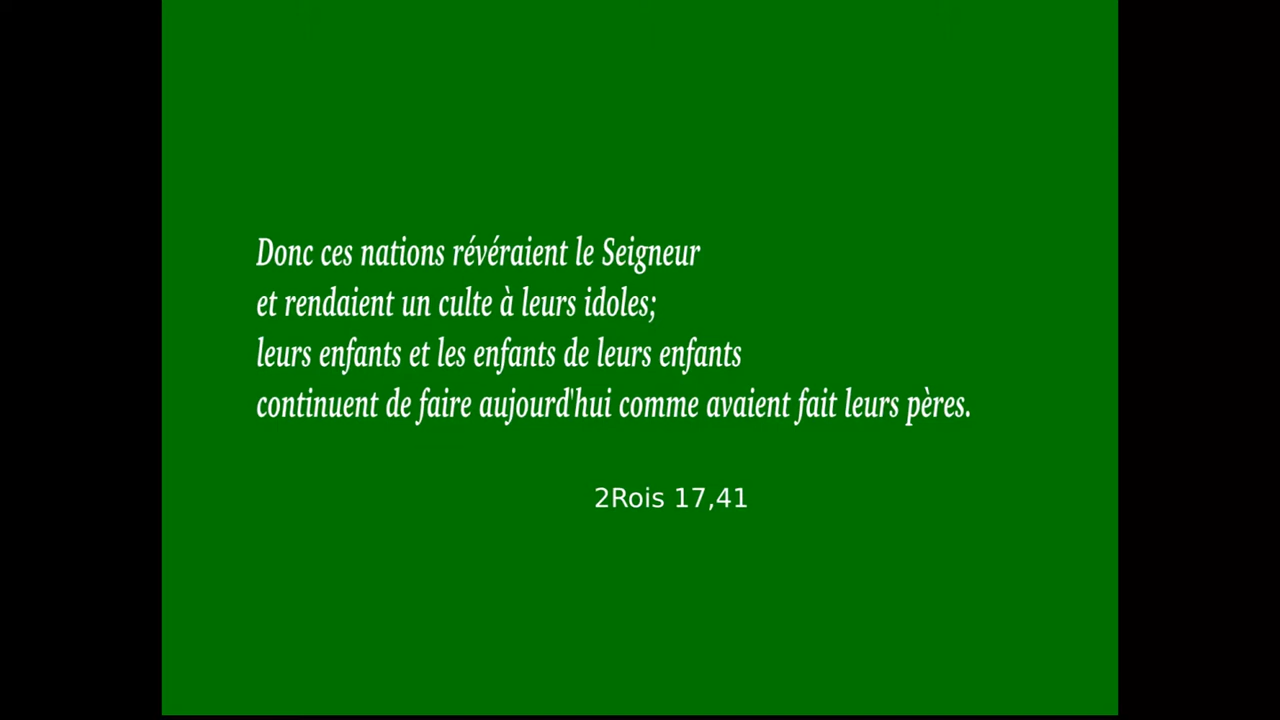 Donc ces nations révéraient le Seigneur
et rendaient un culte à leurs idoles;
leurs enfants et les enfants de leurs enfants
continuent de faire aujourd'hui comme avaient fait leurs pères.
2Rois 17,41